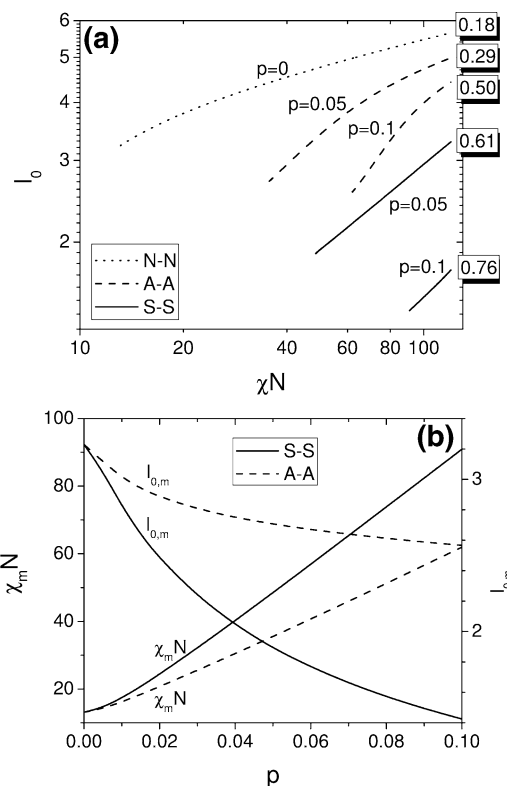 (a)
6
5
4
3
2
l₀
p=0
p=0.05
p=0.1
p=0.05
p=0.1
0.18
0.29
0.50
0.61
0.76
N-N
A-A
S-S
10 20 40 60 80 100
χN
(b)
100
80
60
40
20
χₘN
S-S
A-A
l₀,ₘ
l₀,ₘ
χₘN
χₘN
3
2
l₀,ₘ
0.00 0.02 0.04 0.06 0.08 0.10
p